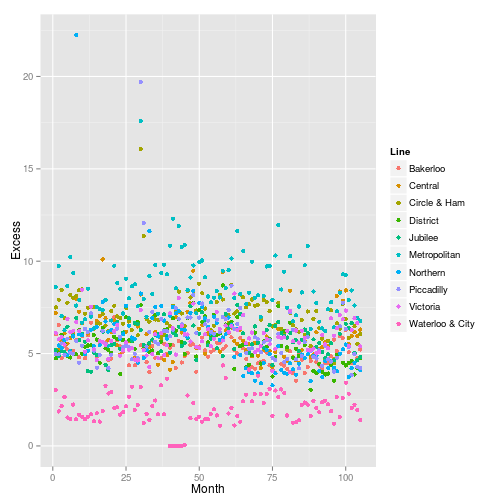 20
15
10
5
0
Excess
0 25 50 75 100
Month
Line
Bakerloo
Central
Circle & Ham
District
Jubilee
Metropolitan
Northern
Piccadilly
Victoria
Waterloo & City